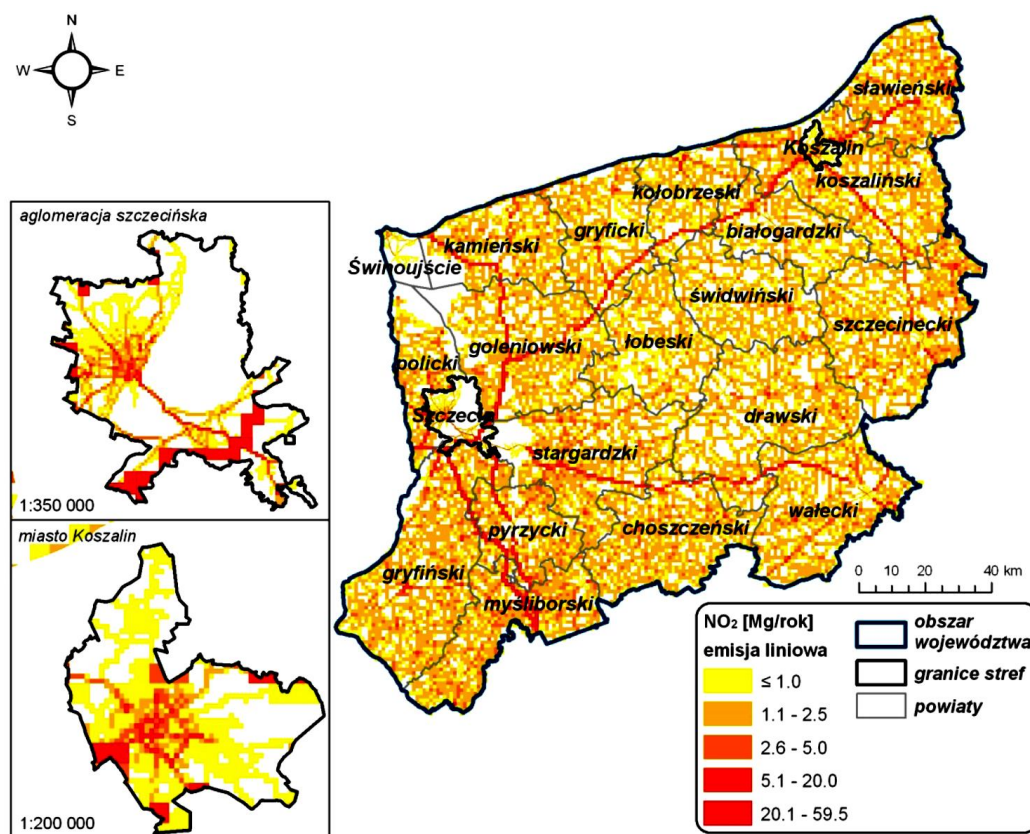 N
W E
S
aglomeracja szczecińska
1:350 000
miasto Koszalin
1:200 000
sławieński
Koszalin
koszaliński
kołobrzeski
białogardzki
gryficki
kamieński
Świnoujście
świdwiński
szczecinecki
goleniowski
łobeski
policki
drawski
stargardzki
wałecki
choszczeński
pyrzycki
gryfiński
myśliborski
0 20 40 km
NO₂ [Mg/rok]
emisja liniowa
≤ 1.0
1.1 - 2.5
2.6 - 5.0
5.1 - 20.0
20.1 - 59.5
obszar
województwa
granice stref
powiaty